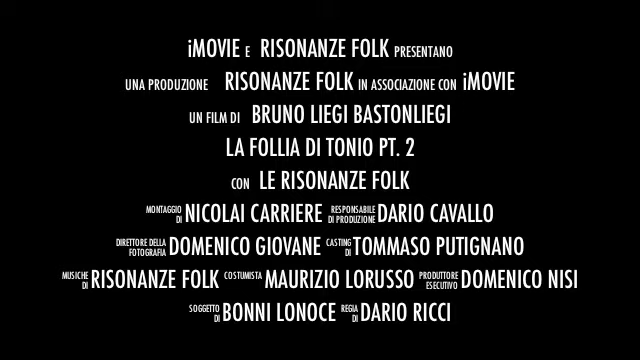 iMOVIE E RISONANZE FOLK PRESENTANO
UNA PRODUZIONE RISONANZE FOLK IN ASSOCIAZIONE CON iMOVIE
UN FILM DI BRUNO LIEGI BASTONLIEGI
LA FOLLIA DI TONIO PT. 2
CON LE RISONANZE FOLK
MONTAGGIO DI NICOLAI CARRIERE RESPONSABILE DI PRODUZIONE DARIO CAVALLO
DIRETTORE DELLA FOTOGRAFIA DOMENICO GIOVANE CASTING DI TOMMASO PUTIGNANO
MUSICHE DI RISONANZE FOLK COSTUMISTA MAURIZIO LORUSSO PRODUTTORE ESECUTIVO DOMENICO NISI
SOGGETTO DI BONNI LONOCE REGIA DI DARIO RICCI